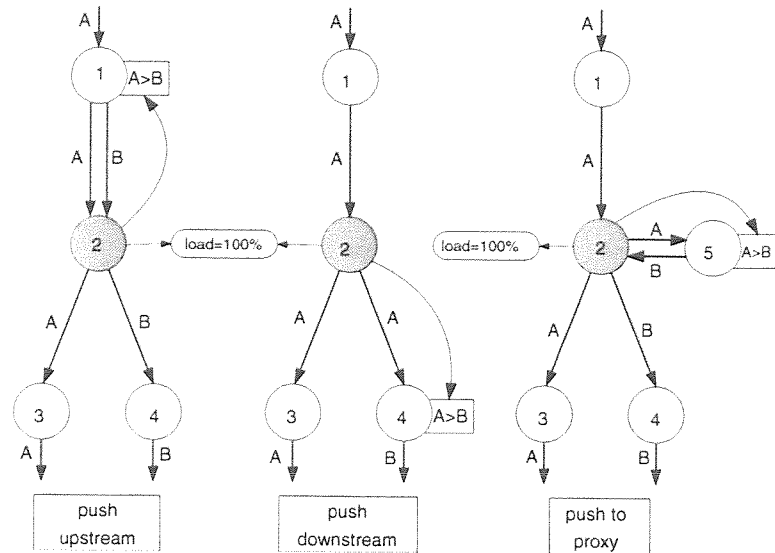 A A A
1 A>B 1 1
A B A A
2 load=100% 2 load=100% 2 A 5 A>B
B
A B A A A B
3 4 3 4 A>B 3 4
A B A B A B
push push push to
upstream downstream proxy